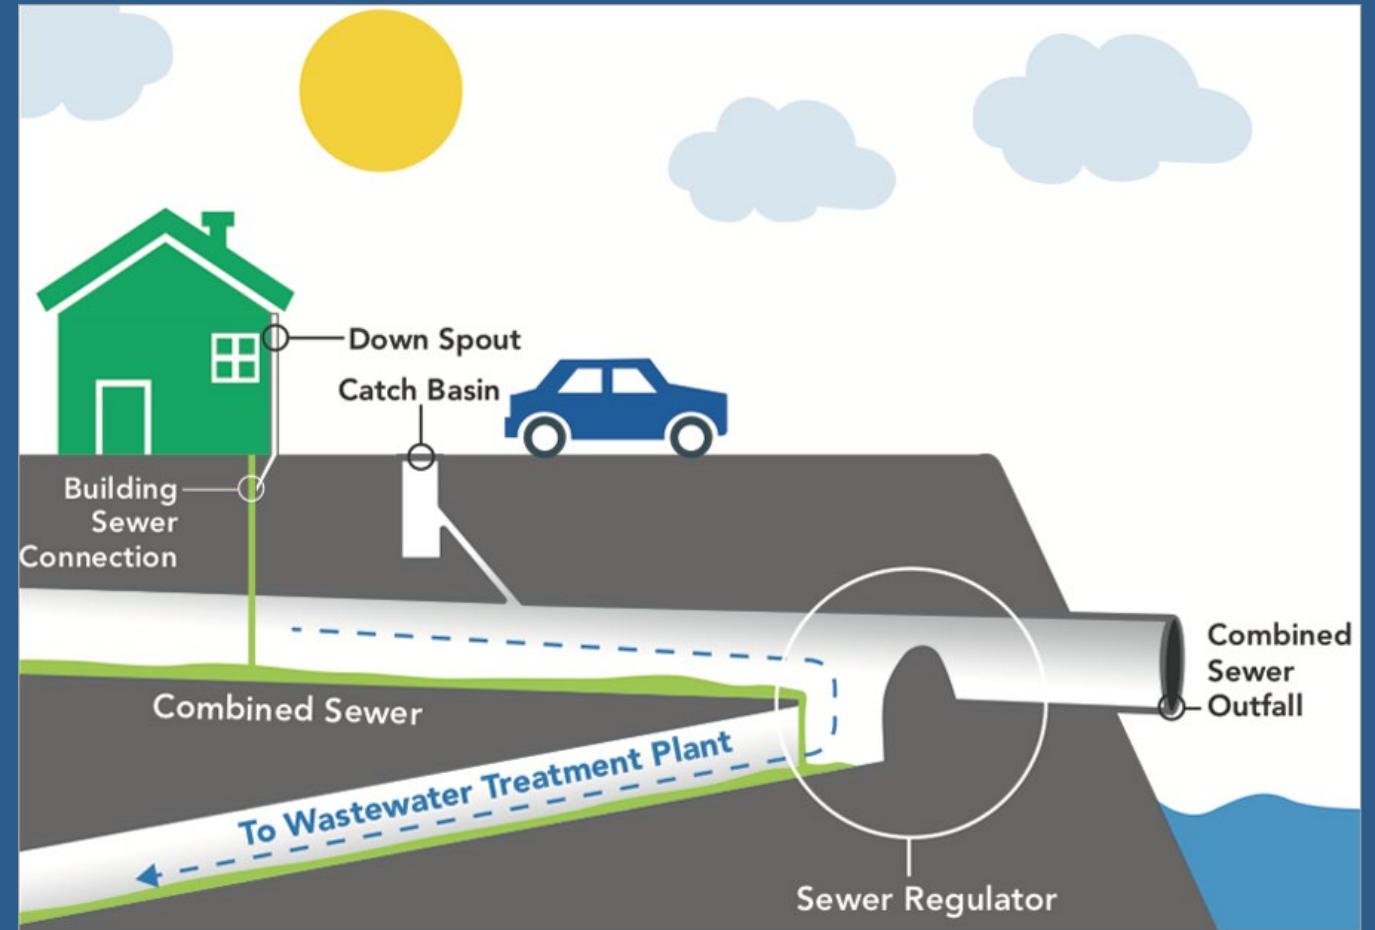 Down Spout
Catch Basin
Building
Sewer
Connection
Combined
Sewer
Outfall
Combined Sewer
To Wastewater Treatment Plant
Sewer Regulator